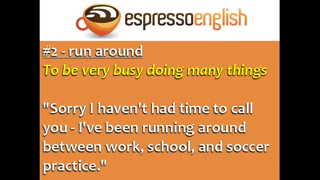 espressoenglish
#2 - run around
To be very busy doing many things
"Sorry I haven't had time to call
you - I've been running around
between work, school, and soccer
practice."